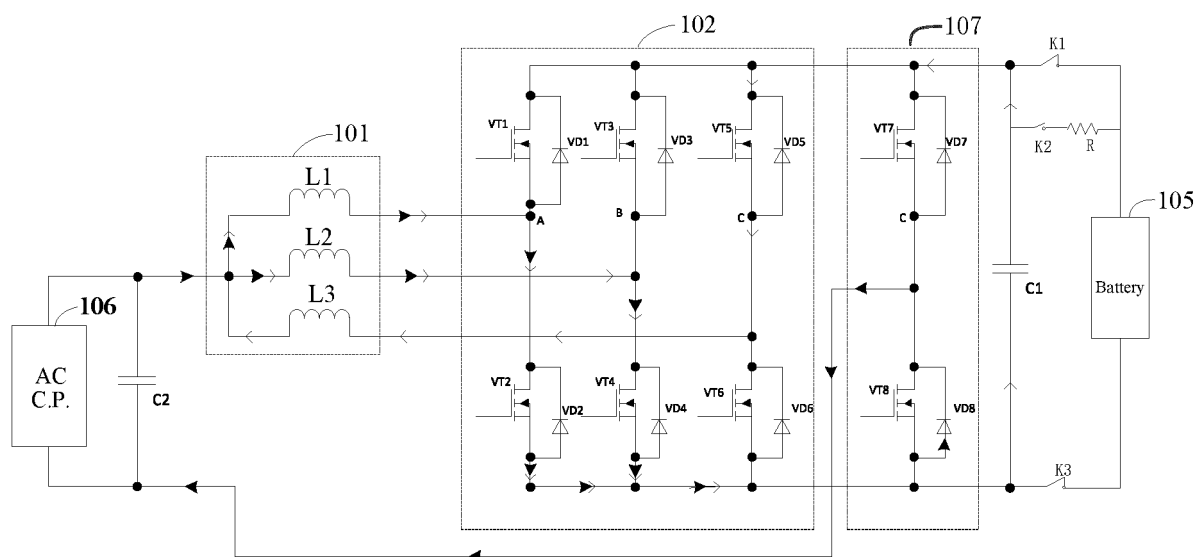 102
107
101
K1
VT1
VD1
VT3
VD3
VT5
VD5
VT7
VD7
K2
R
105
L1
A
B
C
C
L2
106
L3
C1
Battery
AC
C.P.
C2
VT2
VD2
VT4
VD4
VT6
VD6
VT8
VD8
K3